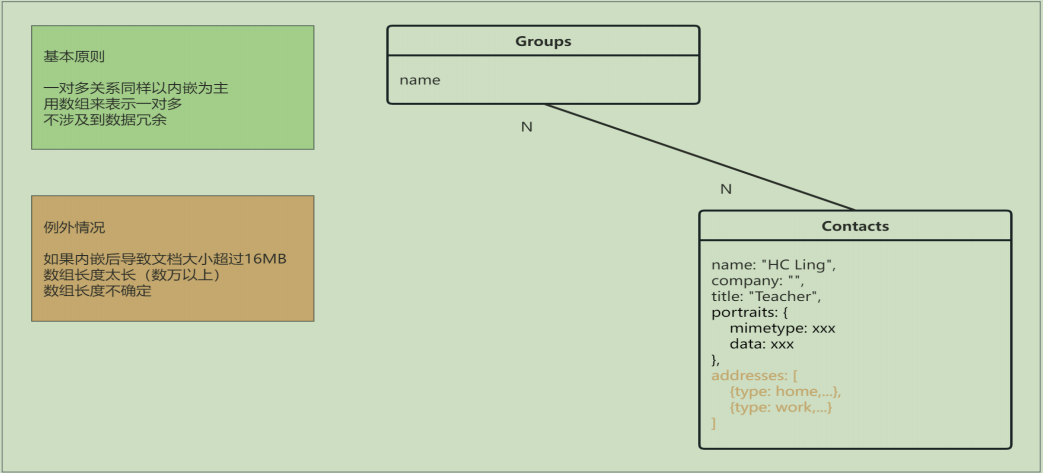 基本原则
一对多关系同样以内嵌为主
用数组来表示一对多
不涉及到数据冗余
例外情况
如果内嵌后导致文档大小超过16MB
数组长度太长（数万以上）
数组长度不确定
Groups
name
N
N
Contacts
name: "HC Ling",
company: "",
title: "Teacher",
portraits: {
mimetype: xxx
data: xxx
},
addresses: [
{type: home,...},
{type: work,...}
]